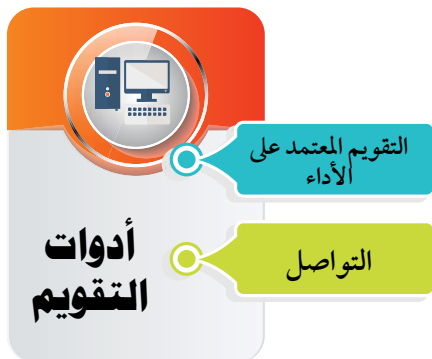 التقويم المعتمد على
الأداء
التواصل
أدوات
التقويم